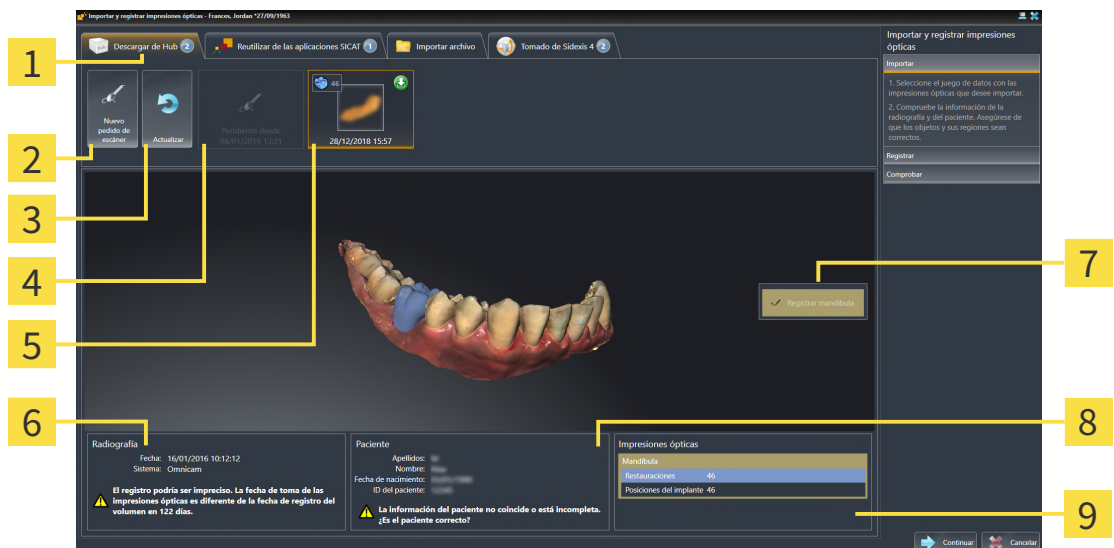 Importar y registrar impresiones ópticas - Frances, Jordan *27/09/1963
Descargar de Hub 2
Reutilizar de las aplicaciones SICAT 1
Importar archivo
Tomado de Sidexis 4 2
1
Nuevo
pedido de
escáner
Actualizar
Pendiente desde
08/01/2019 13:21
46
28/12/2018 15:57
2
3
4
5
Importar y registrar impresiones
ópticas
Importar
1. Seleccione el juego de datos con las
impresiones ópticas que desee importar.
2. Compruebe la información de la
radiografía y del paciente. Asegúrese de
que los objetos y sus regiones sean
correctos.
Registrar
Comprobar
7
Registrar mandíbula
6
Radiografía
Fecha: 16/01/2016 10:12:12
Sistema: Omnicam
El registro podría ser impreciso. La fecha de toma de las
impresiones ópticas es diferente de la fecha de registro del
volumen en 122 días.
Paciente
Apellidos:
Nombre:
Fecha de nacimiento:
ID del paciente:
La información del paciente no coincide o está incompleta.
¿Es el paciente correcto?
8
Impresiones ópticas
Mandíbula
Restauraciones 46
Posiciones del implante 46
9
Continuar
Cancelar